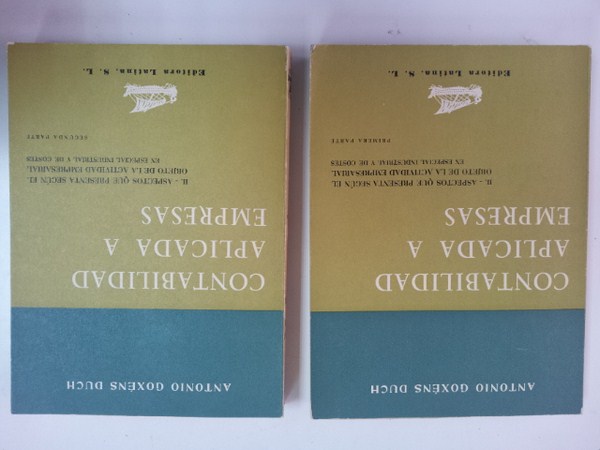 ANTONIO GOXÉNS DUCH
CONTABILIDAD
APLICADA A
EMPRESAS
II. - ASPECTOS QUE PRESENTA SEGÚN EL
OBJETO DE LA ACTIVIDAD EMPRESARIAL
EN ESPECIAL INDUSTRIAL Y DE COSTES
PRIMERA PARTE
Editora Latina, S. L.
ANTONIO GOXÉNS DUCH
CONTABILIDAD
APLICADA A
EMPRESAS
II. - ASPECTOS QUE PRESENTA SEGÚN EL
OBJETO DE LA ACTIVIDAD EMPRESARIAL
EN ESPECIAL INDUSTRIAL Y DE COSTES
SEGUNDA PARTE
Editora Latina, S. L.